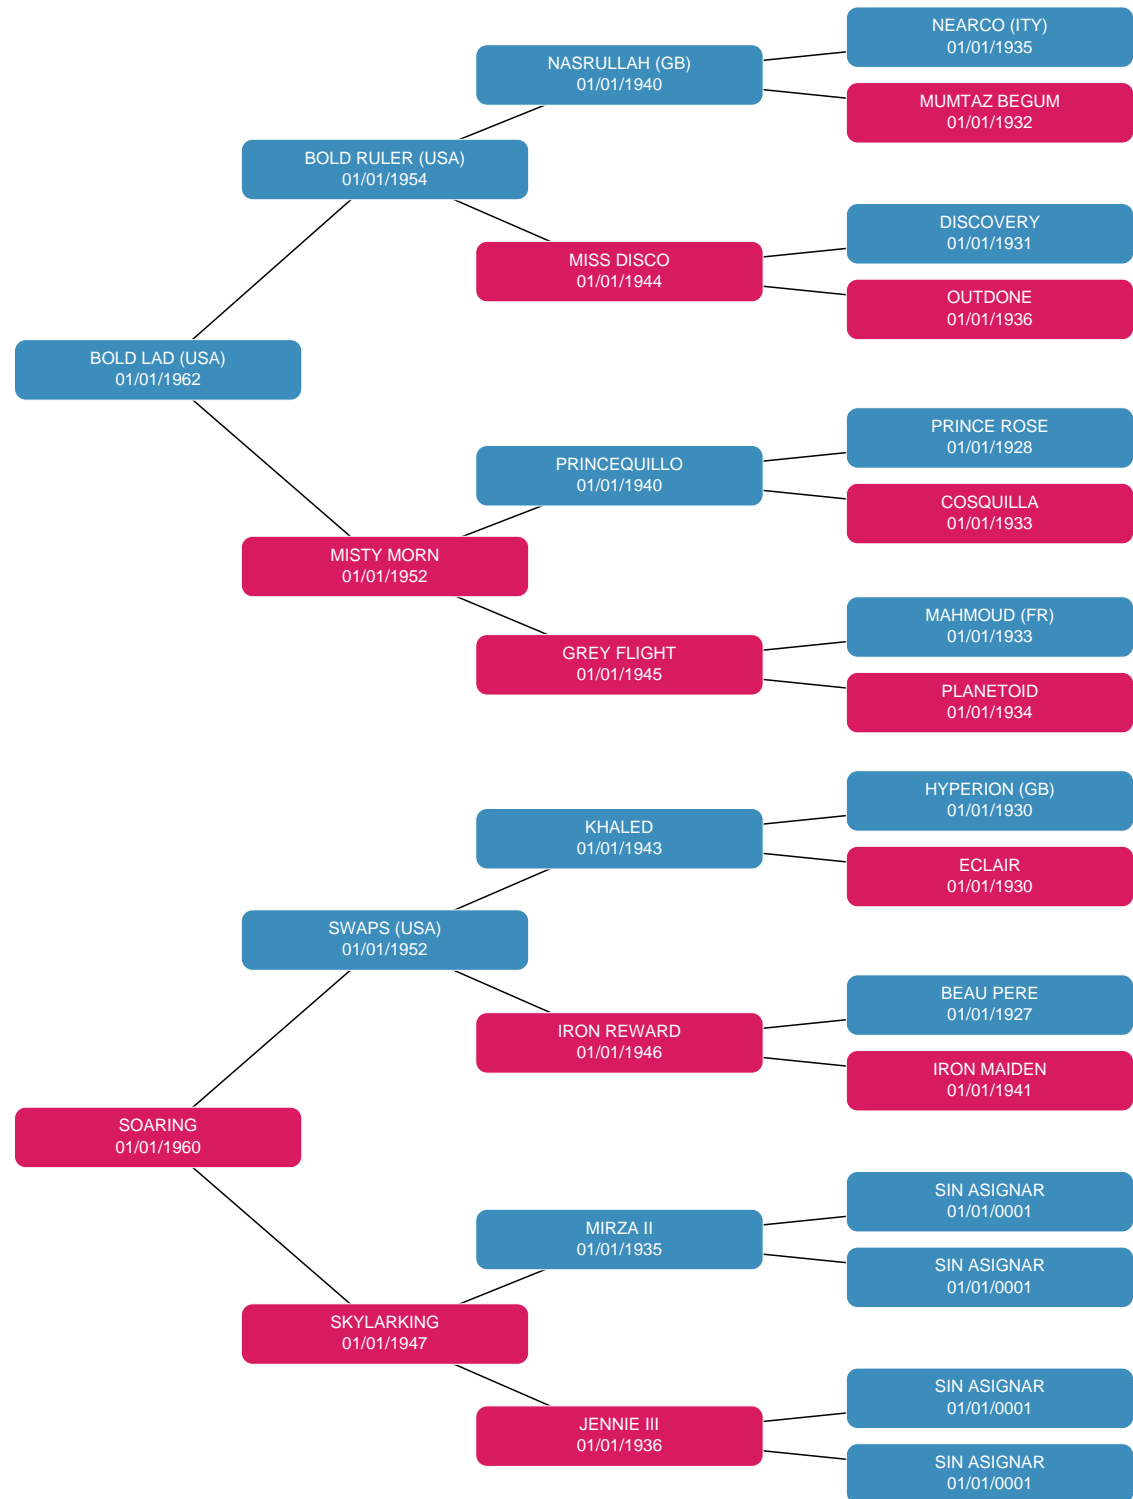 NEARCO (ITY)
01/01/1935
NASRULLAH (GB)
01/01/1940
MUMTAZ BEGUM
01/01/1932
BOLD RULER (USA)
01/01/1954
DISCOVERY
01/01/1931
MISS DISCO
01/01/1944
OUTDONE
01/01/1936
BOLD LAD (USA)
01/01/1962
PRINCE ROSE
01/01/1928
PRINCEQUILLO
01/01/1940
COSQUILLA
01/01/1933
MISTY MORN
01/01/1952
MAHMOUD (FR)
01/01/1933
GREY FLIGHT
01/01/1945
PLANETOID
01/01/1934
HYPERION (GB)
01/01/1930
KHALED
01/01/1943
ECLAIR
01/01/1930
SWAPS (USA)
01/01/1952
BEAU PERE
01/01/1927
IRON REWARD
01/01/1946
IRON MAIDEN
01/01/1941
SOARING
01/01/1960
SIN ASIGNAR
01/01/0001
MIRZA II
01/01/1935
SIN ASIGNAR
01/01/0001
SKYLARKING
01/01/1947
SIN ASIGNAR
01/01/0001
JENNIE III
01/01/1936
SIN ASIGNAR
01/01/0001